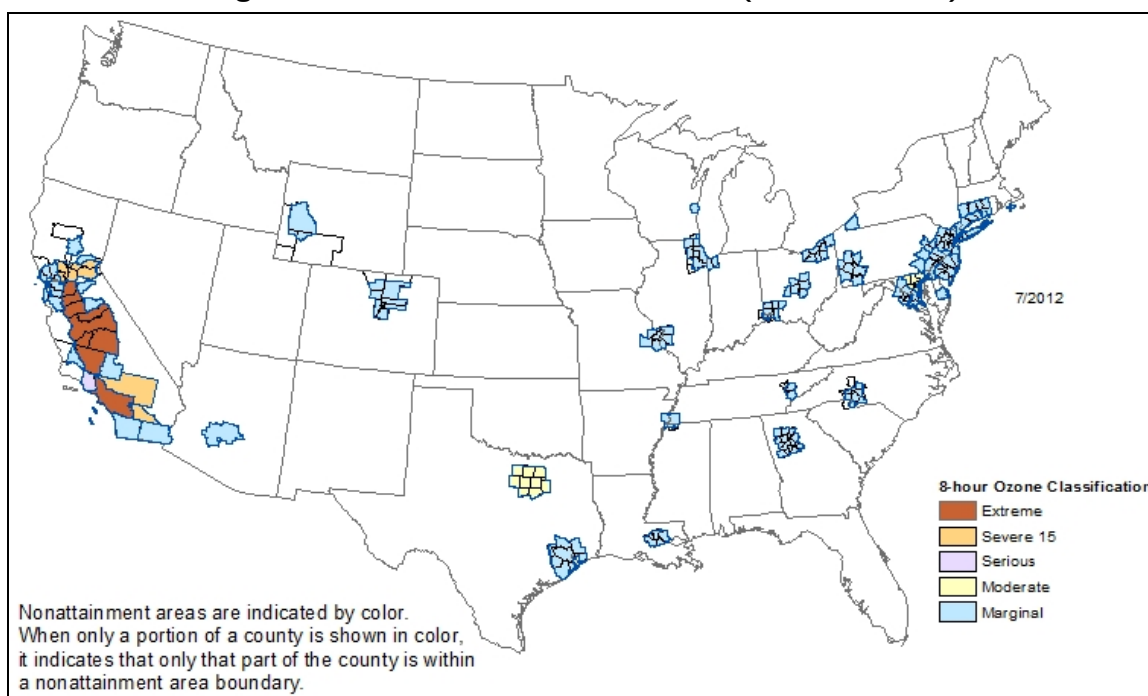 7/2012
8-hour Ozone Classification
Extreme
Severe 15
Serious
Moderate
Marginal
Nonattainment areas are indicated by color.
When only a portion of a county is shown in color,
it indicates that only that part of the county is within
a nonattainment area boundary.